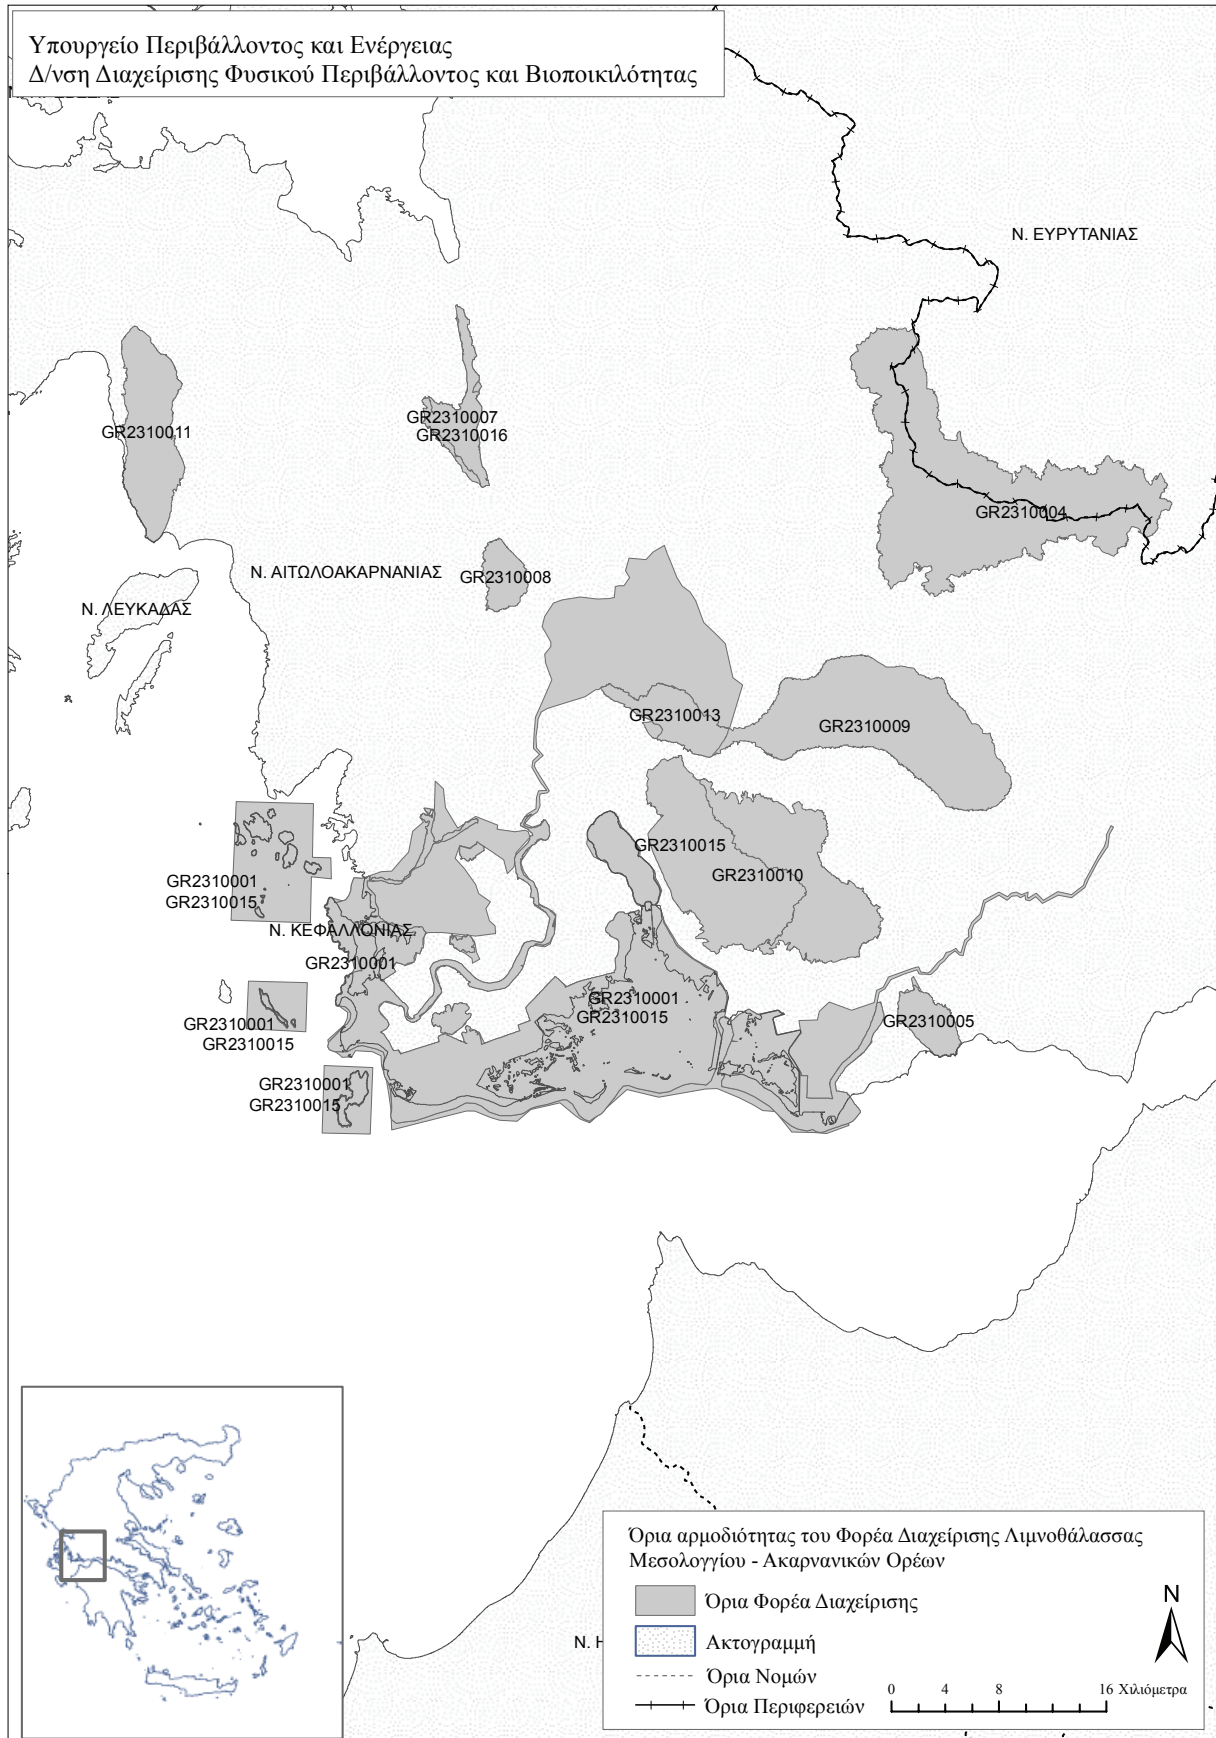 Υπουργείο Περιβάλλοντος και Ενέργειας
Δ/νση Διαχείρισης Φυσικού Περιβάλλοντος και Βιοποικιλότητας
Ν. ΕΥΡΥΤΑΝΙΑΣ
GR2310011
GR2310007
GR2310016
GR2310004
Ν. ΑΙΤΩΛΟΑΚΑΡΝΑΝΙΑΣ
GR2310008
Ν. ΛΕΥΚΑΔΑΣ
GR2310013
GR2310009
GR2310015
GR2310010
GR2310001
GR2310015
Ν. ΚΕΦΑΛΛΟΝΙΑΣ
GR2310001
GR2310001
GR2310015
GR2310001
GR2310015
GR2310005
GR2310001
GR2310015
Όρια αρμοδιότητας του Φορέα Διαχείρισης Λιμνοθάλασσας
Μεσολογγίου - Ακαρνανικών Ορέων
Όρια Φορέα Διαχείρισης
Ακτογραμμή
Όρια Νομών
Όρια Περιφερειών
N
0 4 8 16 Χιλιόμετρα
Ν. Η